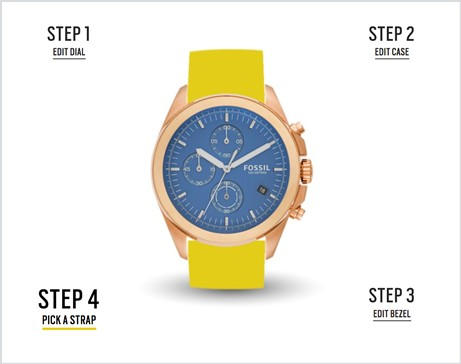 STEP 1
EDIT DIAL
STEP 2
EDIT CASE
FOSSIL
STEP 4
PICK A STRAP
STEP 3
EDIT BEZEL